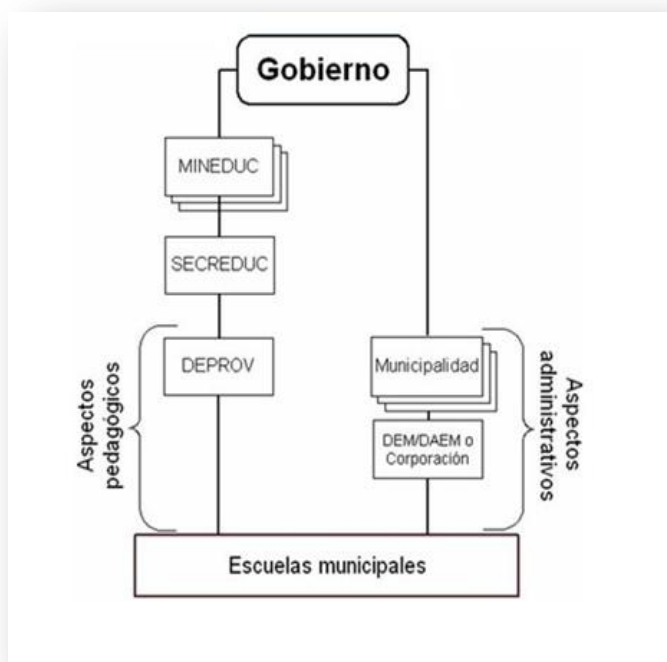 Gobierno
MINEDUC
SECREDUC
DEPROV
Municipalidad
DEM/DAEM o
Corporación
Aspectos
pedagógicos
Aspectos
administrativos
Escuelas municipales